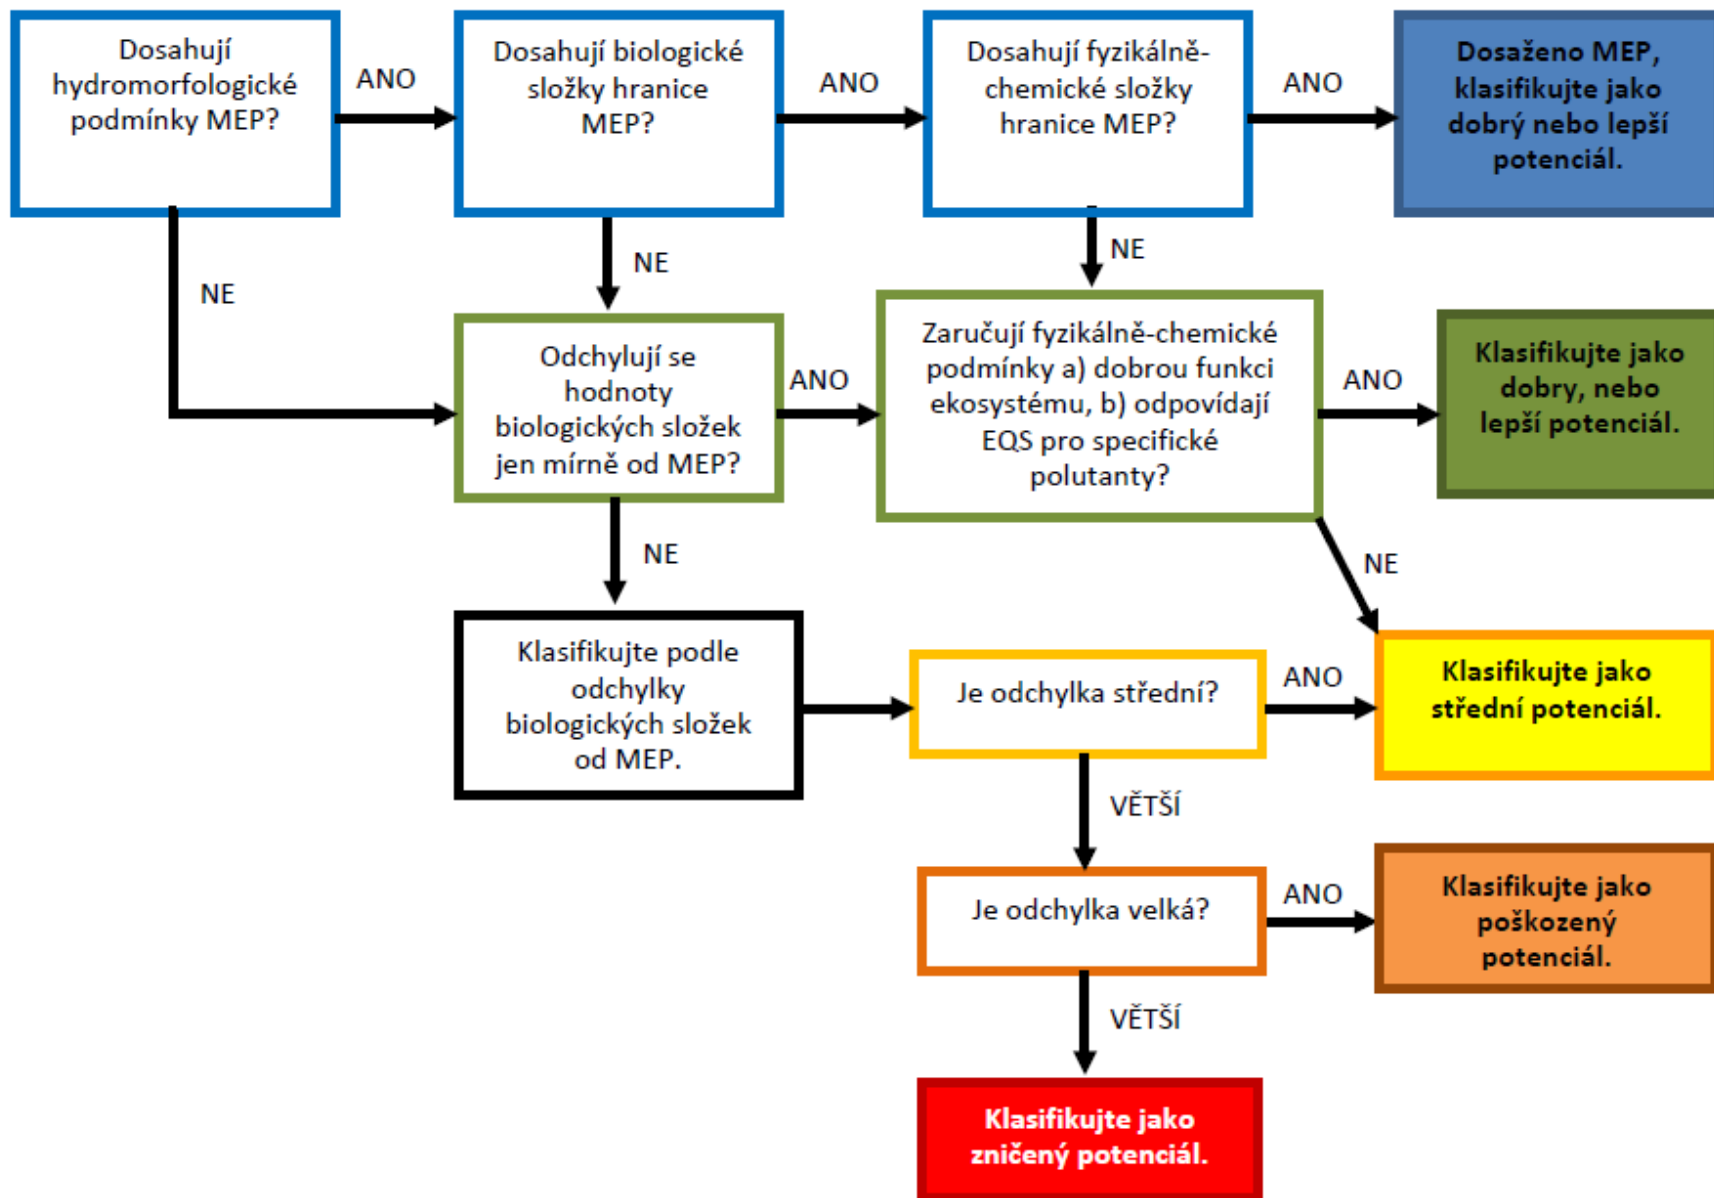 Dosahují
hydromorfologické
podmínky MEP?
ANO
Dosahují biologické
složky hranice
MEP?
ANO
Dosahují fyzikálně-
chemické složky
hranice MEP?
ANO
Dosaženo MEP,
klasifikujte jako
dobrý nebo lepší
potenciál.
NE
NE
NE
Odchylují se
hodnoty
biologických složek
jen mírně od MEP?
ANO
Zaručují fyzikálně-chemické
podmínky a) dobrou funkci
ekosystému, b) odpovídají
EQS pro specifické
polutanty?
ANO
Klasifikujte jako
dobry, nebo
lepší potenciál.
NE
NE
Klasifikujte podle
odchylky
biologických složek
od MEP.
Je odchylka střední?
ANO
Klasifikujte jako
střední potenciál.
VĚTŠÍ
Je odchylka velká?
ANO
Klasifikujte jako
poškozený
potenciál.
VĚTŠÍ
Klasifikujte jako
zničený potenciál.